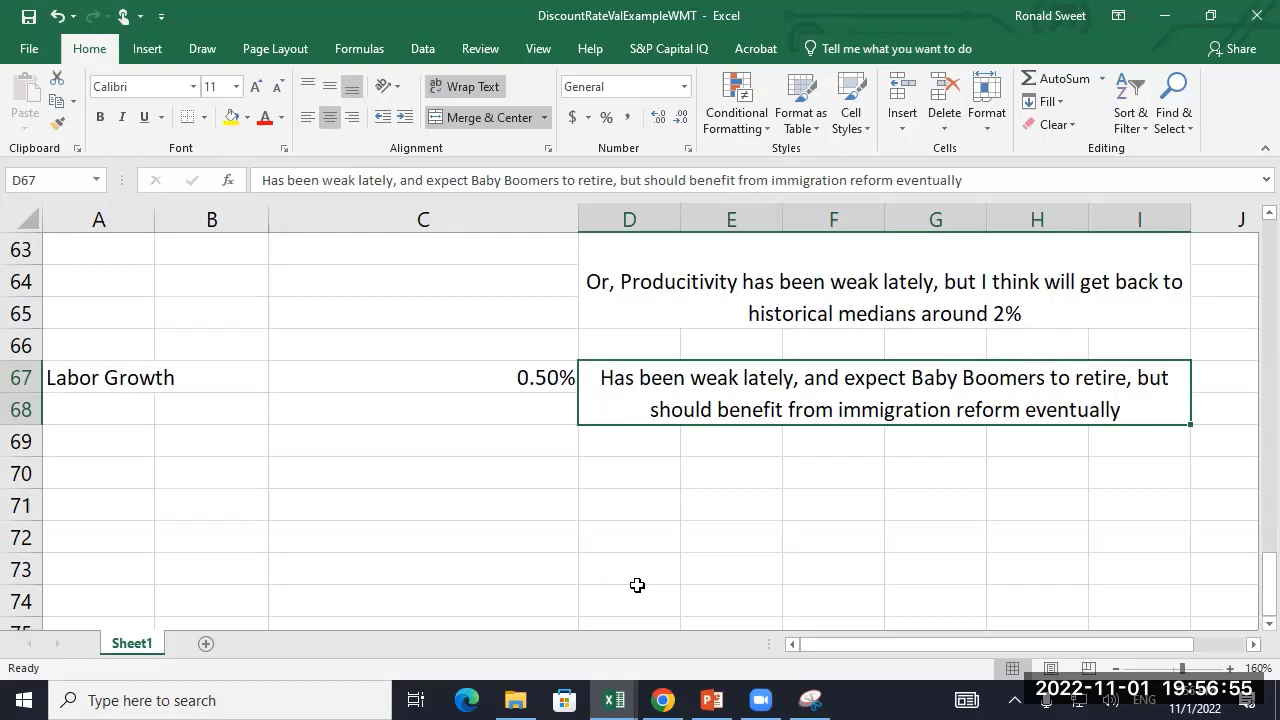 DiscountRateValExampleWMT - Excel
Ronald Sweet
File Home Insert Draw Page Layout Formulas Data Review View Help S&P Capital IQ Acrobat Tell me what you want to do Share
Paste
Calibri 11
B I U
Wrap Text
Merge & Center
General
$ % ,
Conditional Formatting
Format as Table
Cell Styles
Insert
Delete
Format
AutoSum
Fill
Clear
Sort & Filter
Find & Select
Clipboard Font Alignment Number Styles Cells Editing
D67 fx Has been weak lately, and expect Baby Boomers to retire, but should benefit from immigration reform eventually
A B C D E F G H I J
63
64 Or, Producitivity has been weak lately, but I think will get back to
65 historical medians around 2%
66
67 Labor Growth 0.50% Has been weak lately, and expect Baby Boomers to retire, but
68 should benefit from immigration reform eventually
69
70
71
72
73
74
75
Sheet1
Ready 160%
Type here to search
2022-11-01 19:56:55
ENG
11/1/2022